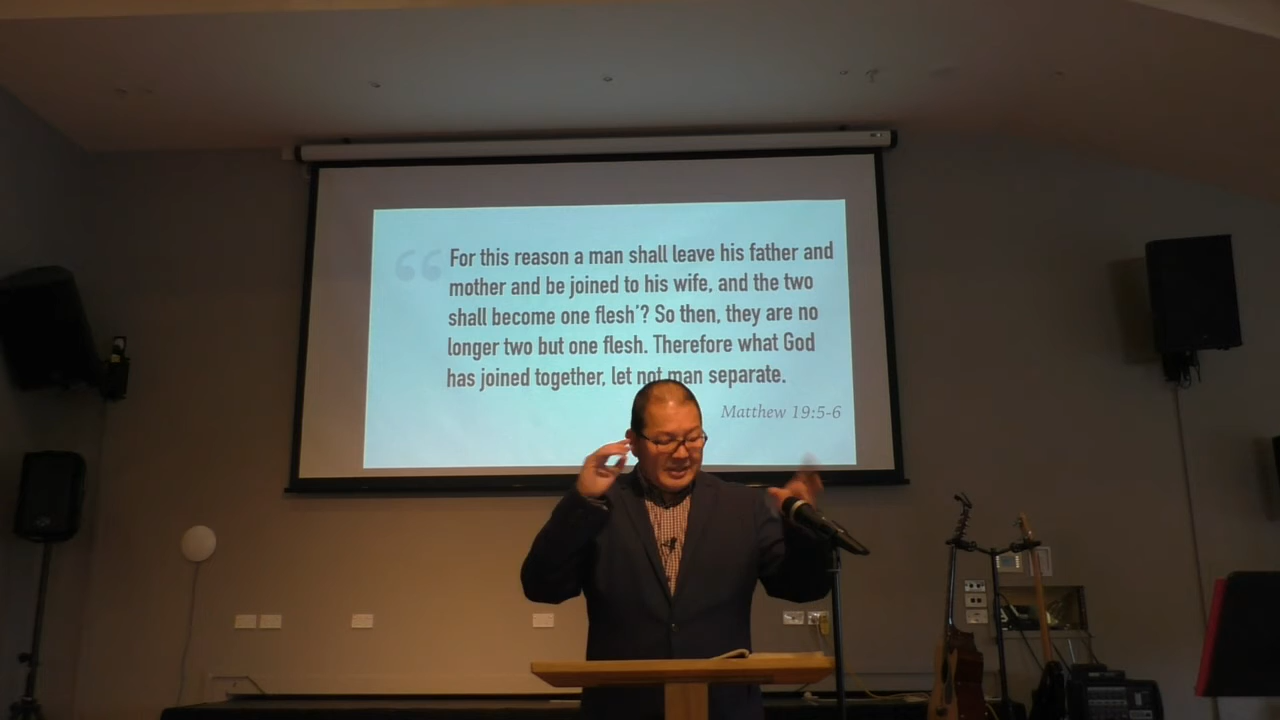 “ For this reason a man shall leave his father and
mother and be joined to his wife, and the two
shall become one flesh’? So then, they are no
longer two but one flesh. Therefore what God
has joined together, let not man separate.
Matthew 19:5-6